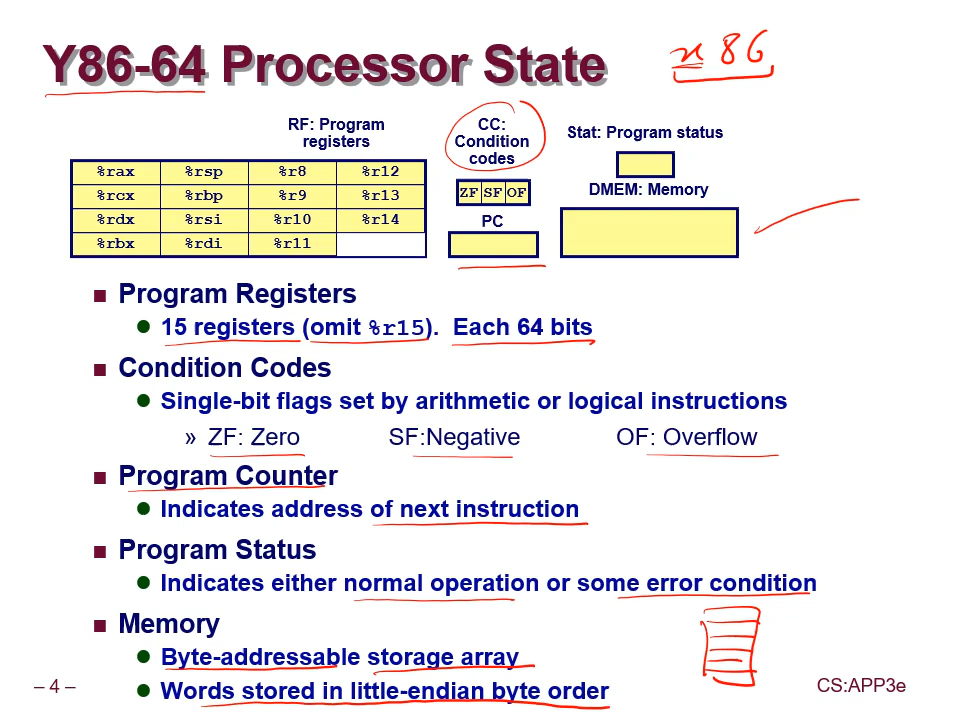 Y86-64 Processor State
x86
RF: Program
registers
CC:
Condition
codes
Stat: Program status
%rax %rsp %r8 %r12
%rcx %rbp %r9 %r13
%rdx %rsi %r10 %r14
%rbx %rdi %r11
ZF SF OF
DMEM: Memory
PC
■ Program Registers
● 15 registers (omit %r15). Each 64 bits
■ Condition Codes
● Single-bit flags set by arithmetic or logical instructions
» ZF: Zero SF:Negative OF: Overflow
■ Program Counter
● Indicates address of next instruction
■ Program Status
● Indicates either normal operation or some error condition
■ Memory
● Byte-addressable storage array
● Words stored in little-endian byte order
– 4 –
CS:APP3e